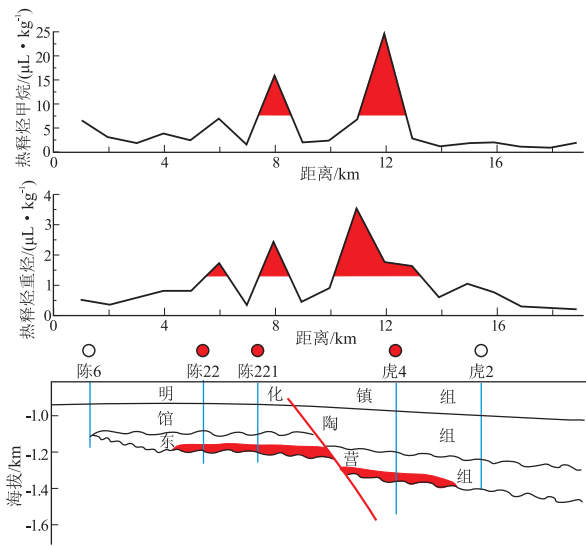 热释烃甲烷/(μL·kg⁻¹)
25
20
15
10
5
0
0 4 8 12 16
距离/km
热释烃重烃/(μL·kg⁻¹)
4
3
2
1
0
0 4 8 12 16
距离/km
陈6 陈22 陈221 虎4 虎2
海拔/km
-1.0
-1.2
-1.4
-1.6
明 化 镇 组
馆 陶 组
东 营 组